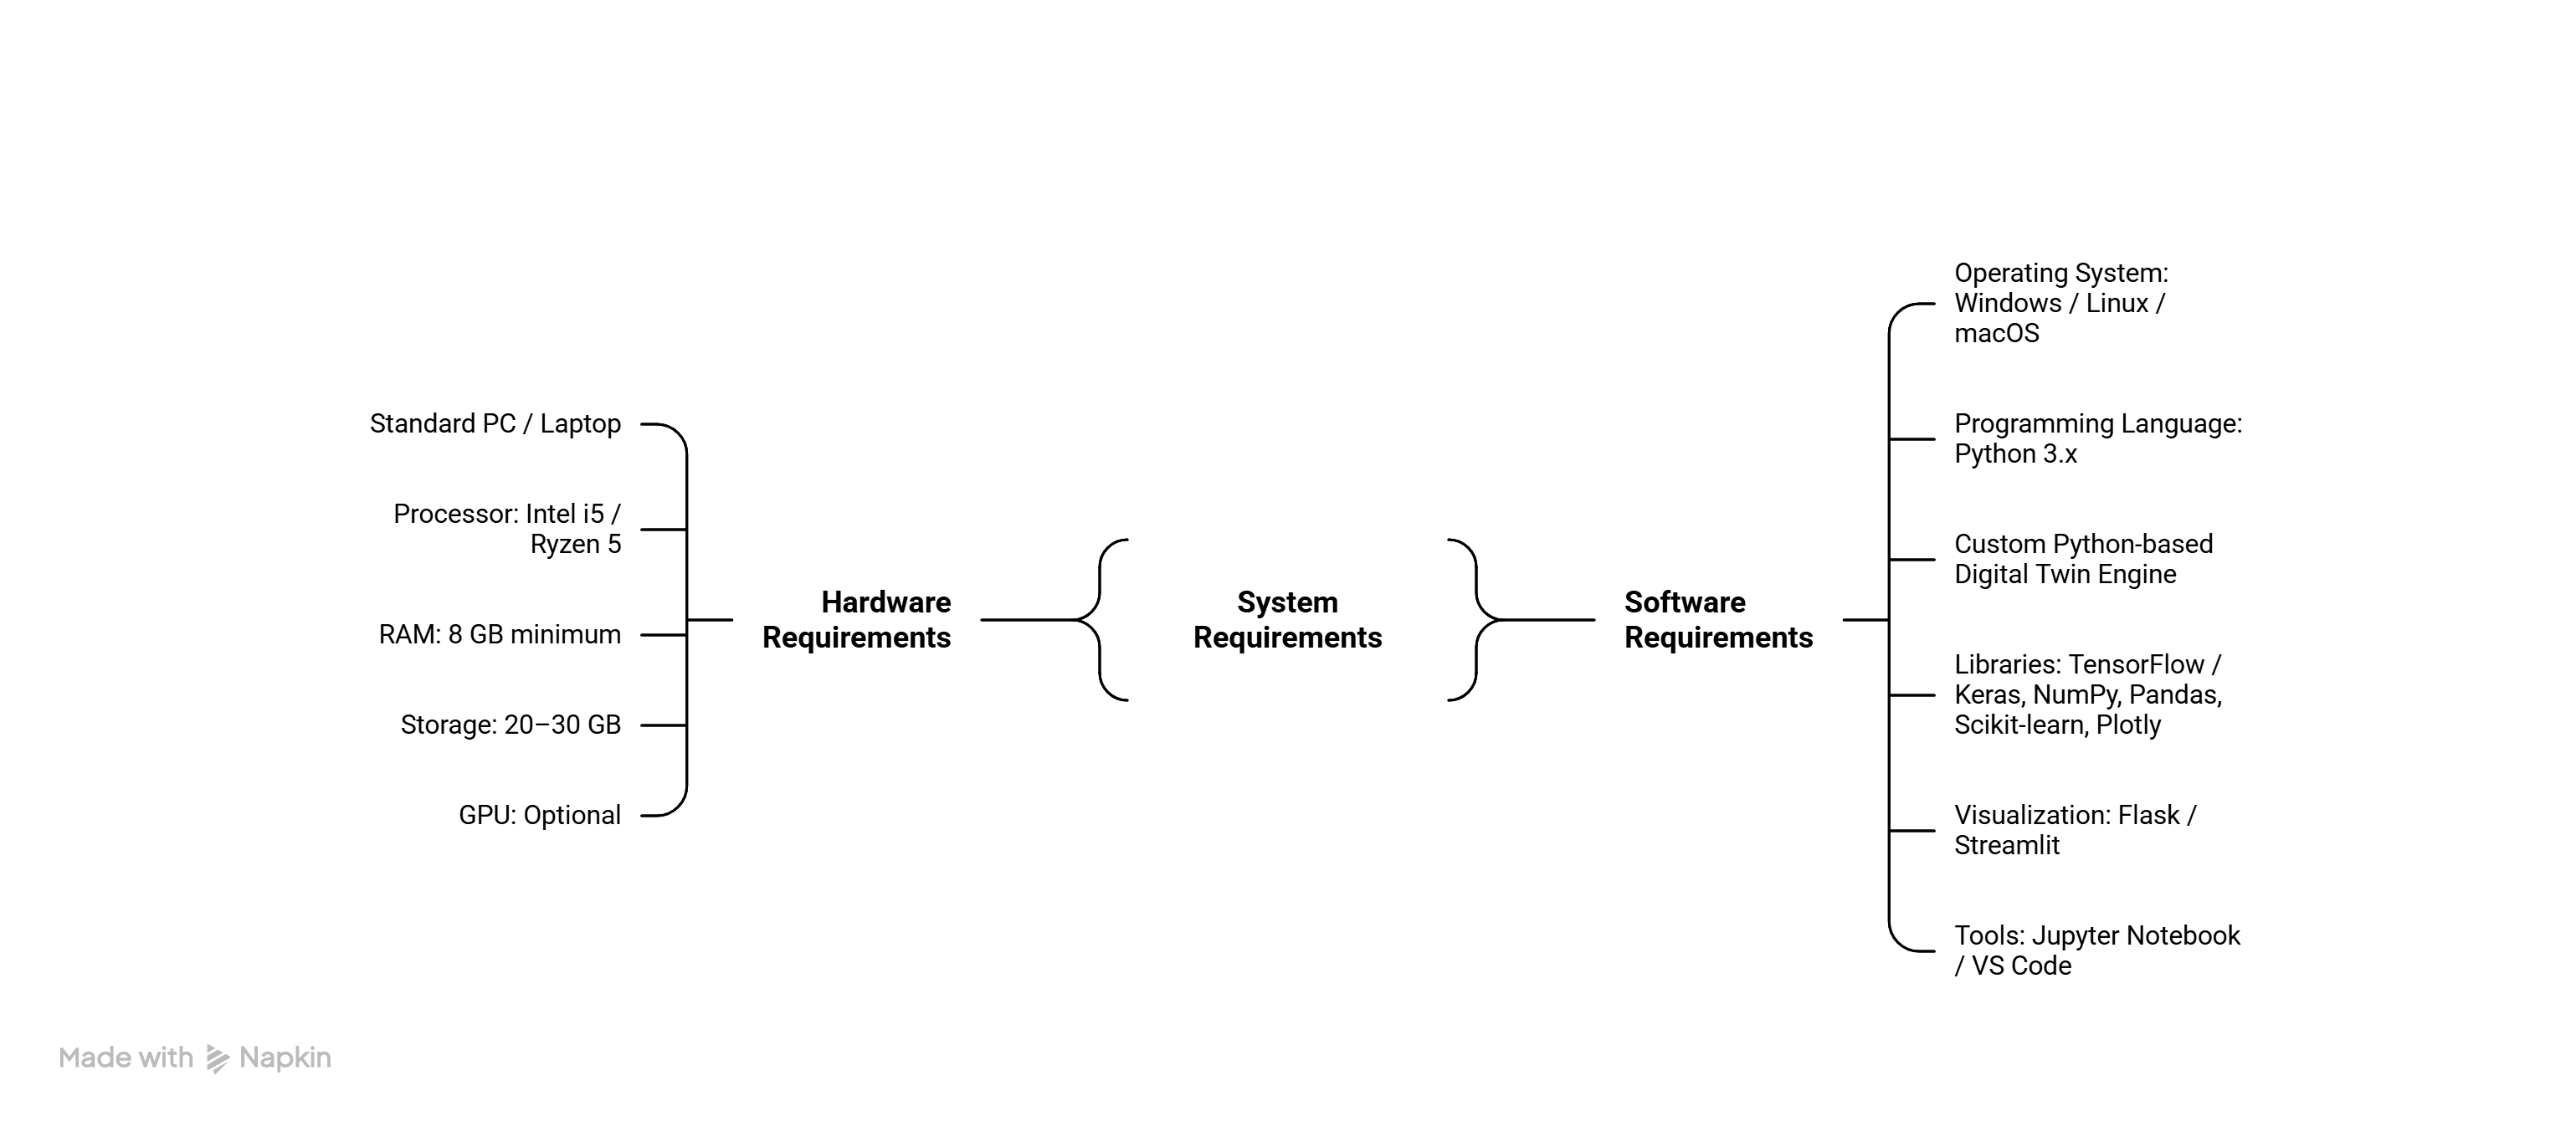 Standard PC / Laptop
Processor: Intel i5 /
Ryzen 5
RAM: 8 GB minimum
Storage: 20–30 GB
GPU: Optional
Hardware
Requirements
System
Requirements
Software
Requirements
Operating System:
Windows / Linux /
macOS
Programming Language:
Python 3.x
Custom Python-based
Digital Twin Engine
Libraries: TensorFlow /
Keras, NumPy, Pandas,
Scikit-learn, Plotly
Visualization: Flask /
Streamlit
Tools: Jupyter Notebook
/ VS Code
Made with Napkin